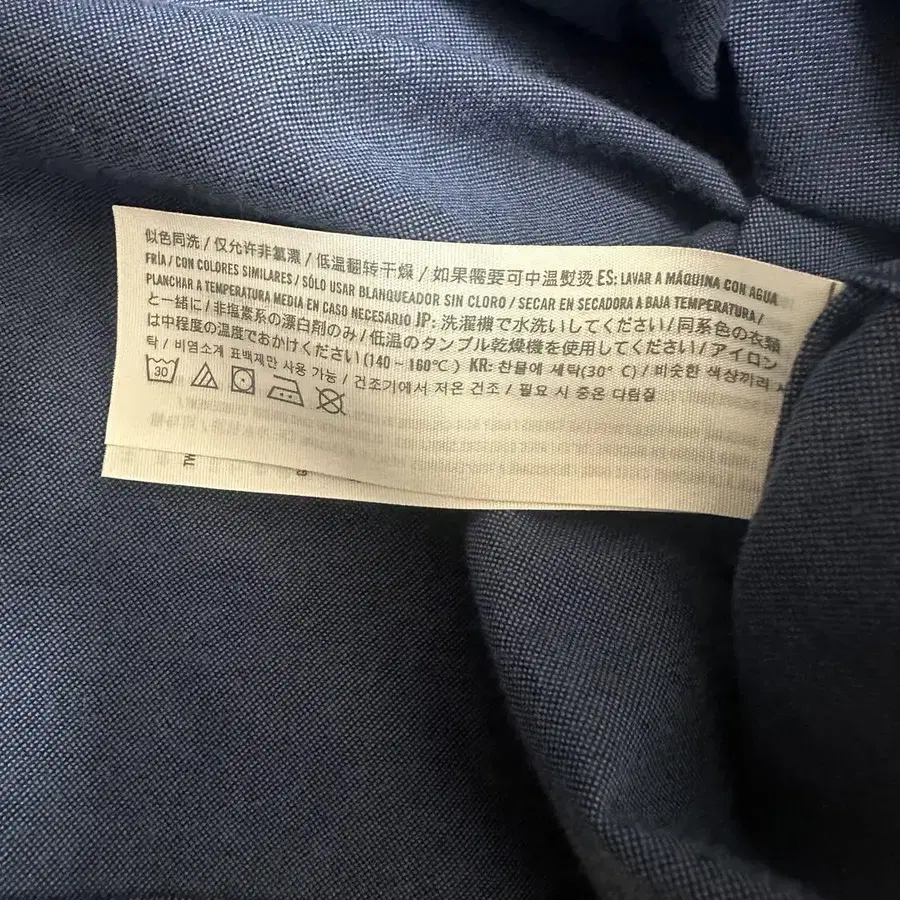 似色同洗 / 仅允许非氯漂 / 低温翻转干燥 / 如果需要可中温熨烫 ES: LAVAR A MÁQUINA CON AGUA
FRÍA / CON COLORES SIMILARES / SÓLO USAR BLANQUEADOR SIN CLORO / SECAR EN SECADORA A BAJA TEMPERATURA /
PLANCHAR A TEMPERATURA MEDIA EN CASO NECESARIO JP: 洗濯機で水洗いしてください / 同系色の衣類
と一緒に / 非塩素系の漂白剤のみ / 低温のタンブル乾燥機を使用してください / アイロン
は中程度の温度でおかけください (140 ~ 160℃) KR: 찬물에 세탁(30° C) / 비슷한 색상끼리
탁 / 비염소계 표백제만 사용 가능 / 건조기에서 저온 건조 / 필요 시 중온 다림질
30
TW